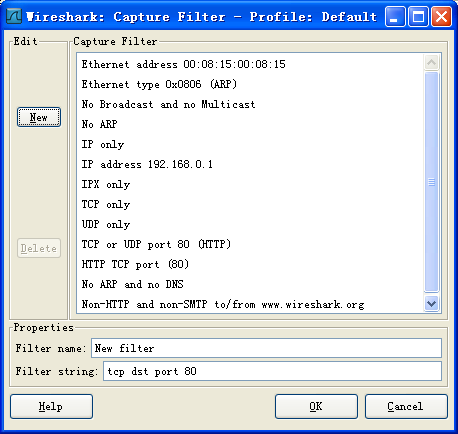 Wireshark: Capture Filter - Profile: Default
Edit
Capture Filter
New
Delete
Ethernet address 00:08:15:00:08:15
Ethernet type 0x0806 (ARP)
No Broadcast and no Multicast
No ARP
IP only
IP address 192.168.0.1
IPX only
TCP only
UDP only
TCP or UDP port 80 (HTTP)
HTTP TCP port (80)
No ARP and no DNS
Non-HTTP and non-SMTP to/from www.wireshark.org
Properties
Filter name: New filter
Filter string: tcp dst port 80
Help OK Cancel